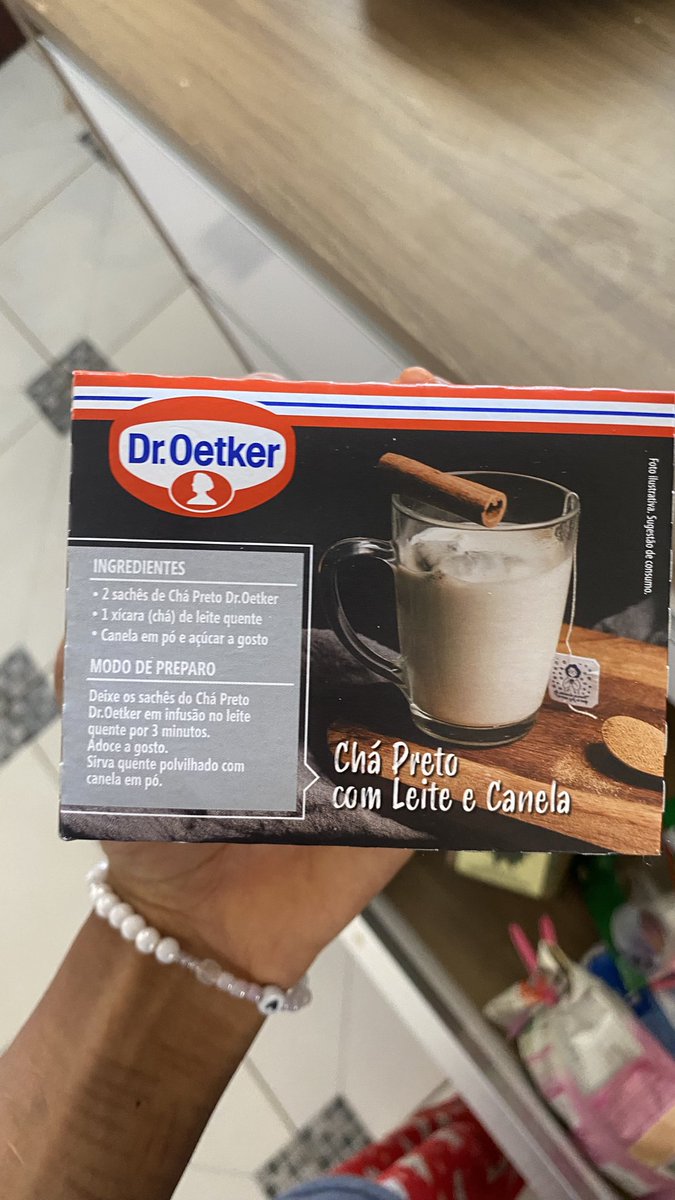 Dr.Oetker
Foto ilustrativa. Sugestão de consumo.
INGREDIENTES
• 2 sachês de Chá Preto Dr.Oetker
• 1 xícara (chá) de leite quente
• Canela em pó e açúcar a gosto
MODO DE PREPARO
Deixe os sachês do Chá Preto
Dr.Oetker em infusão no leite
quente por 3 minutos.
Adoce a gosto.
Sirva quente polvilhado com
canela em pó.
Chá Preto
com Leite e Canela